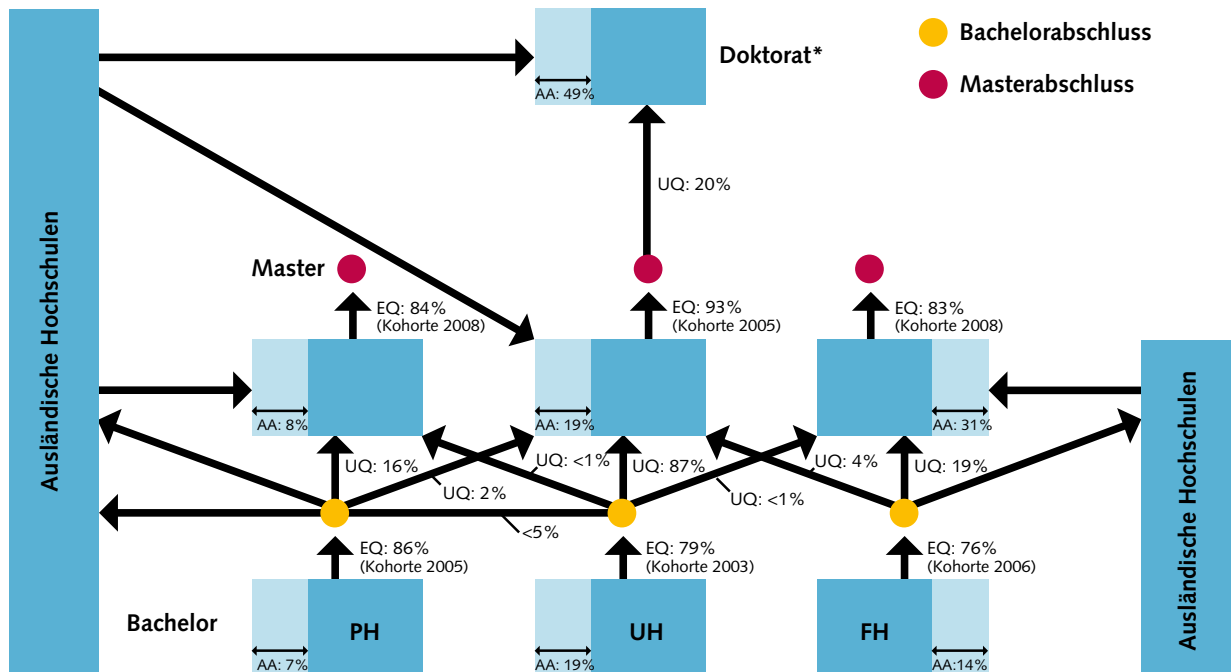 Bachelorabschluss
Doktorat*
Masterabschluss
AA: 49%
UQ: 20%
Ausländische Hochschulen
Master
EQ: 84%
(Kohorte 2008)
EQ: 93%
(Kohorte 2005)
EQ: 83%
(Kohorte 2008)
AA: 8%
AA: 19%
AA: 31%
Ausländische Hochschulen
UQ: 16%
UQ: <1%
UQ: 87%
UQ: 4%
UQ: 19%
UQ: 2%
UQ: <1%
<5%
EQ: 86%
(Kohorte 2005)
EQ: 79%
(Kohorte 2003)
EQ: 76%
(Kohorte 2006)
Bachelor
PH
UH
FH
AA: 7%
AA: 19%
AA:14%